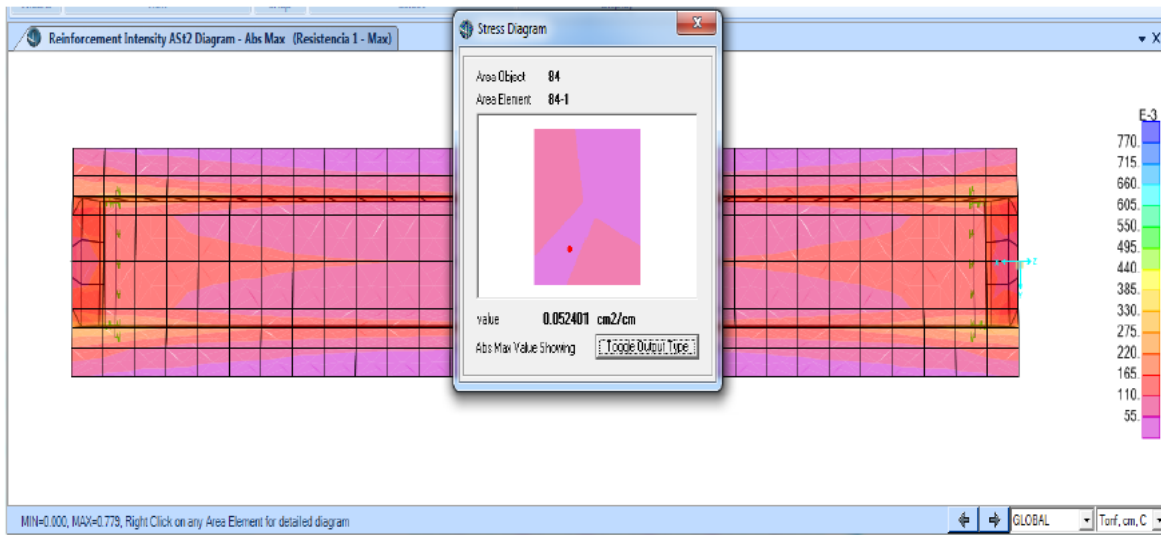 Stress Diagram
X
Reinforcement Intensity ASt2 Diagram - Abs Max (Resistencia 1 - Max)
X
Area Object 84
Area Element 84-1
E-3
770.
715.
660.
605.
550.
495.
440.
385.
330.
275.
220.
165.
110.
55.
Z
value 0.052401 cm2/cm
Abs Max Value Showing Toggle Output Type
MIN=0.000, MAX=0.779, Right Click on any Area Element for detailed diagram
GLOBAL
Tonf, cm, C